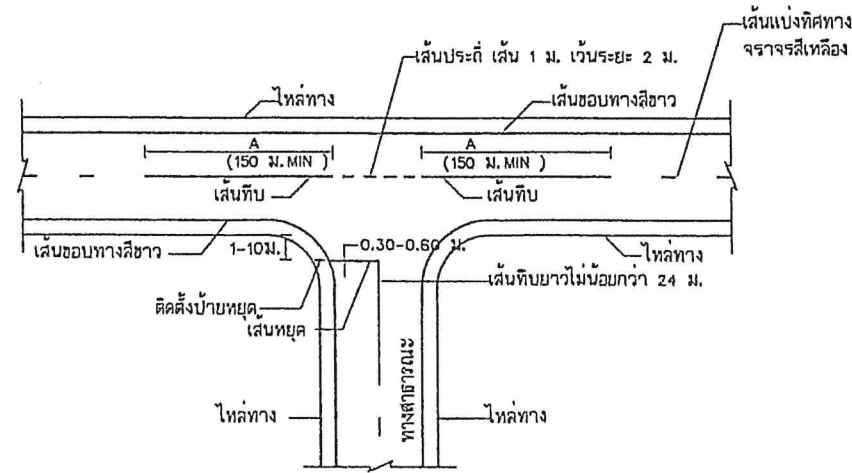 เส้นแบ่งทิศทาง
จราจรสีเหลือง
เส้นประถี่ เส้น 1 ม. เว้นระยะ 2 ม.
ไหล่ทาง
เส้นขอบทางสีขาว
A
(150 ม.MIN )
A
(150 ม.MIN )
เส้นทึบ
เส้นทึบ
เส้นขอบทางสีขาว
1-10ม.
0.30-0.60 ม.
ไหล่ทาง
เส้นทึบยาวไม่น้อยกว่า 24 ม.
ติดตั้งป้ายหยุด
เส้นหยุด
ทางสาธารณะ
ไหล่ทาง
ไหล่ทาง